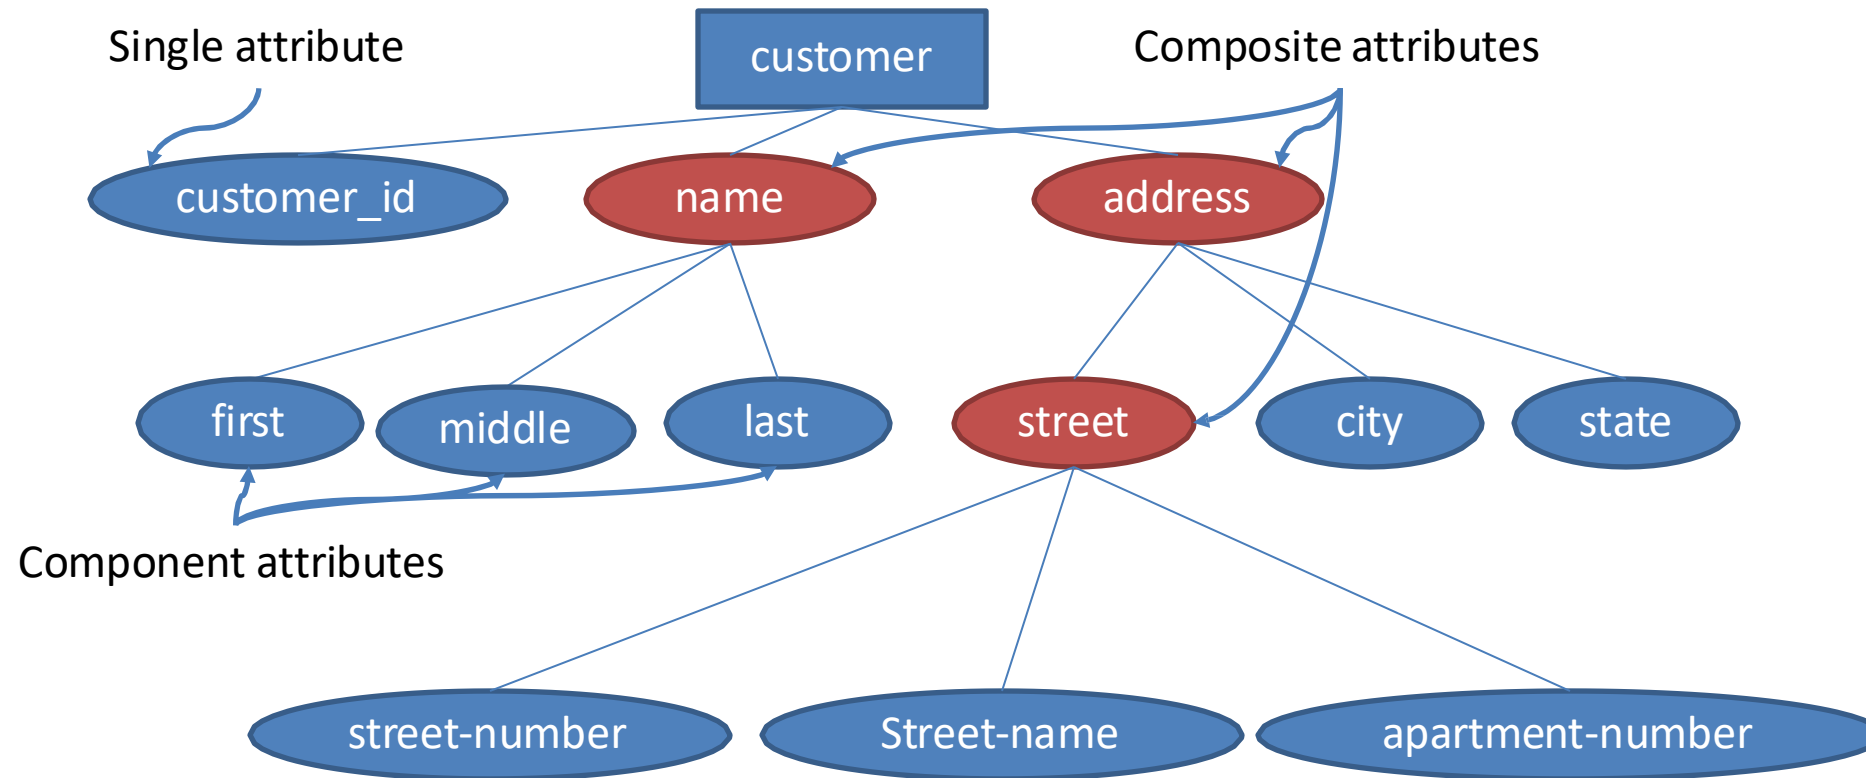 Single attribute
customer
Composite attributes
customer_id
name
address
first
middle
last
street
city
state
Component attributes
street-number
Street-name
apartment-number